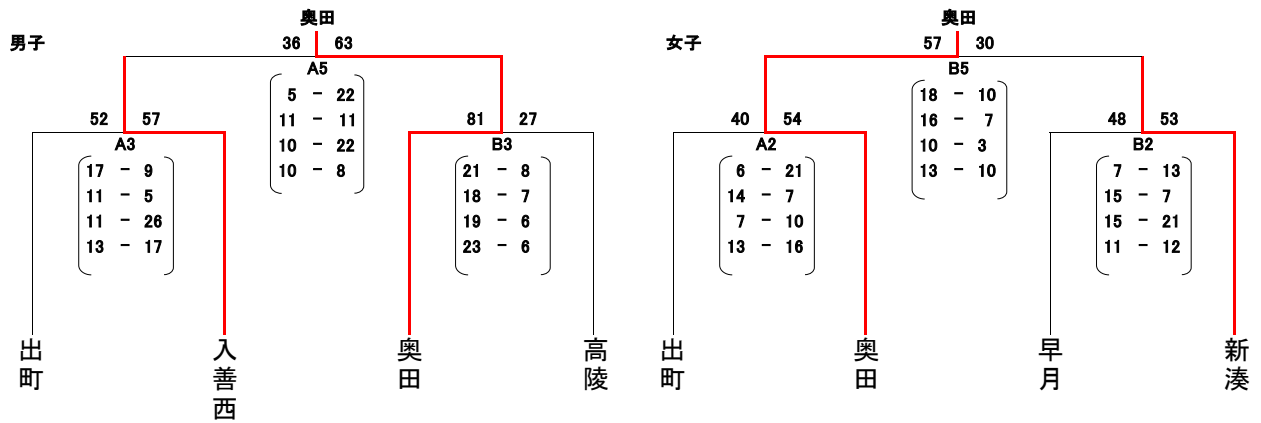 男子
奥田
36 63
A5
5 - 22
11 - 11
10 - 22
10 - 8
52 57
A3
17 - 9
11 - 5
11 - 26
13 - 17
81 27
B3
21 - 8
18 - 7
19 - 6
23 - 6
出町
入善西
奥田
高陵
女子
奥田
57 30
B5
18 - 10
16 - 7
10 - 3
13 - 10
40 54
A2
6 - 21
14 - 7
7 - 10
13 - 16
48 53
B2
7 - 13
15 - 7
15 - 21
11 - 12
出町
奥田
早月
新湊